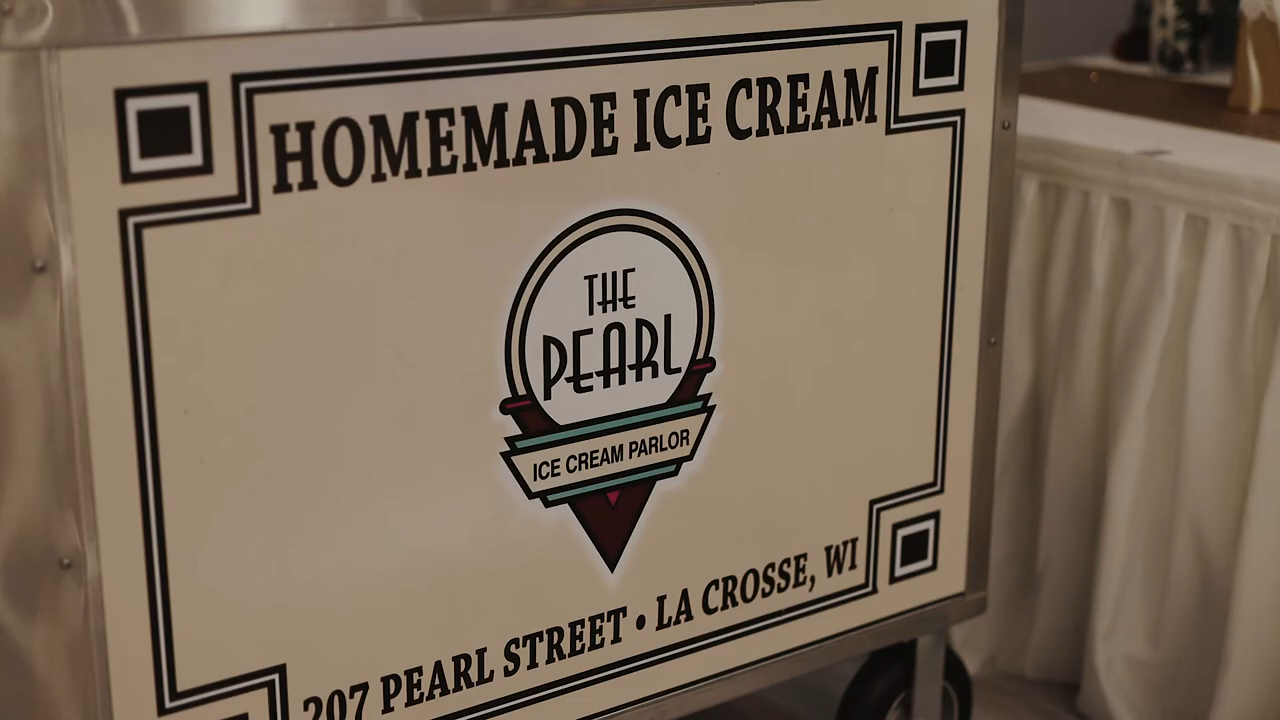 HOMEMADE ICE CREAM
THE
PEARL
ICE CREAM PARLOR
207 PEARL STREET • LA CROSSE, WI